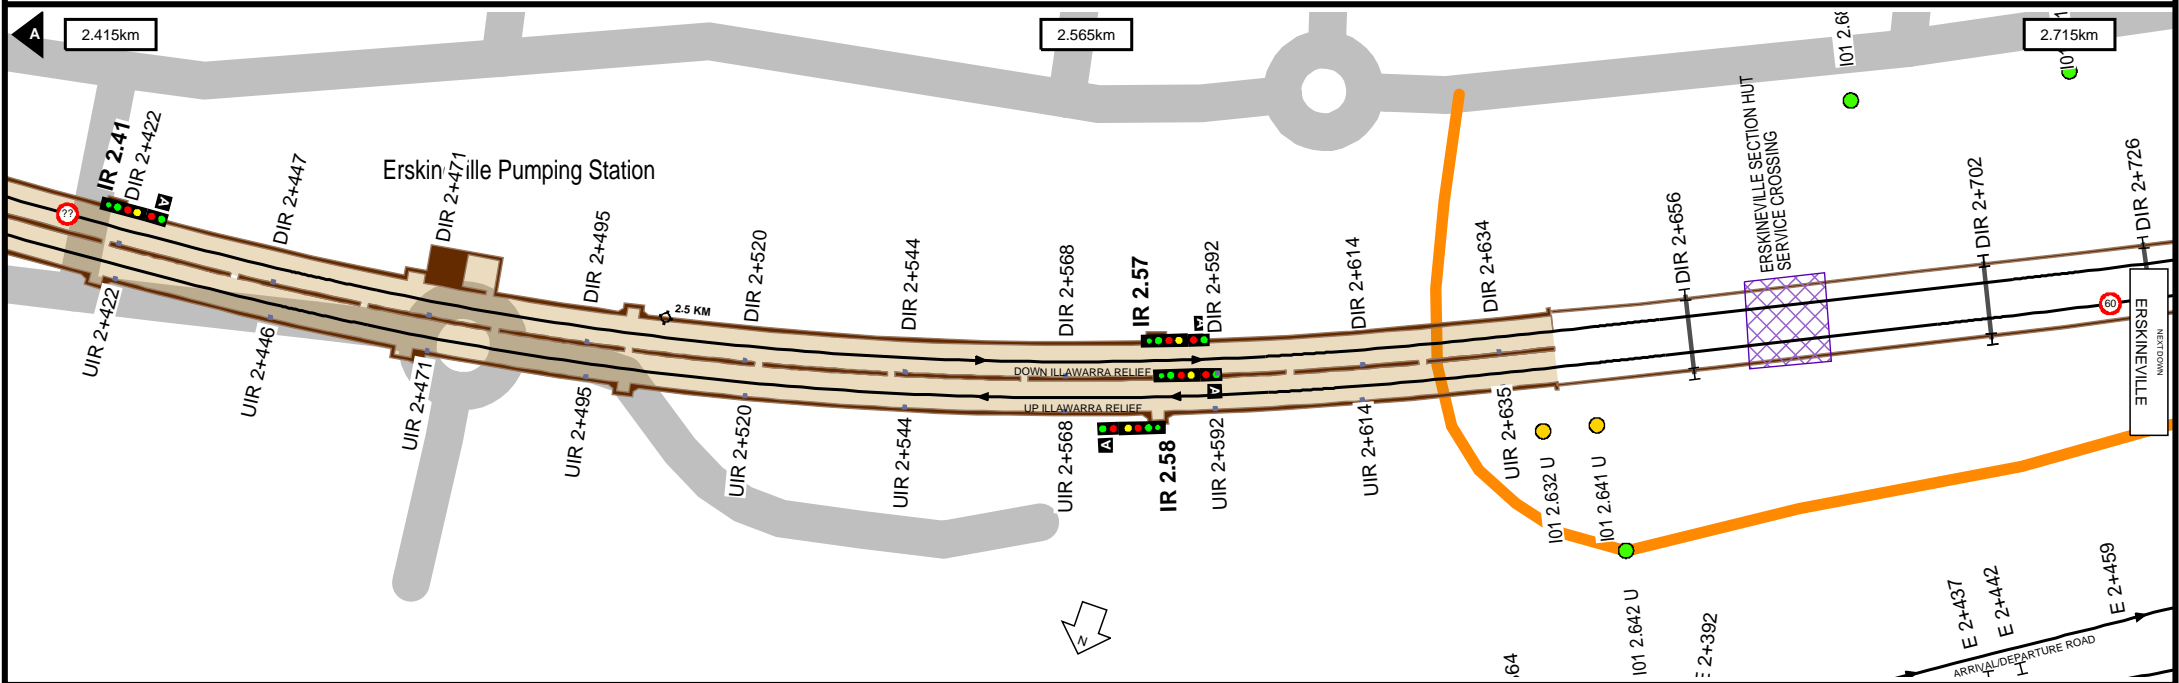 A
2.415km
2.565km
2.715km
I01 2.68
IR 2.41
DIR 2+422
DIR 2+447
DIR 2+471
Erskineville Pumping Station
DIR 2+495
DIR 2+520
DIR 2+544
DIR 2+568
IR 2.57
DIR 2+592
DIR 2+614
DIR 2+634
DIR 2+656
ERSKINEVILLE SECTION HUT
SERVICE CROSSING
DIR 2+702
DIR 2+726
??
A
2.5 KM
A
DOWN ILLAWARRA RELIEF
A
UP ILLAWARRA RELIEF
A
60
ERSKINEVILLE
NEXT DOWN
UIR 2+422
UIR 2+446
UIR 2+471
UIR 2+495
UIR 2+520
UIR 2+544
UIR 2+568
IR 2.58
UIR 2+592
UIR 2+614
UIR 2+635
I01 2.632 U
I01 2.641 U
I01 2.642 U
N
64
E 2+392
E 2+437
E 2+442
E 2+459
ARRIVAL/DEPARTURE ROAD